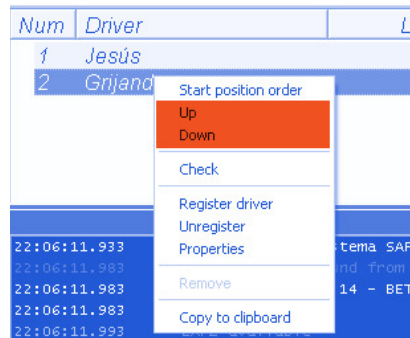 Num Driver
1 Jesús
2 Grijand
Start position order
Up
Down
Check
Register driver
Unregister
Properties
Remove
Copy to clipboard
22:06:11.933 tema SAF
22:06:11.983 nd from
22:06:11.983 14 - BET
22:06:11.983
22:06:11.993